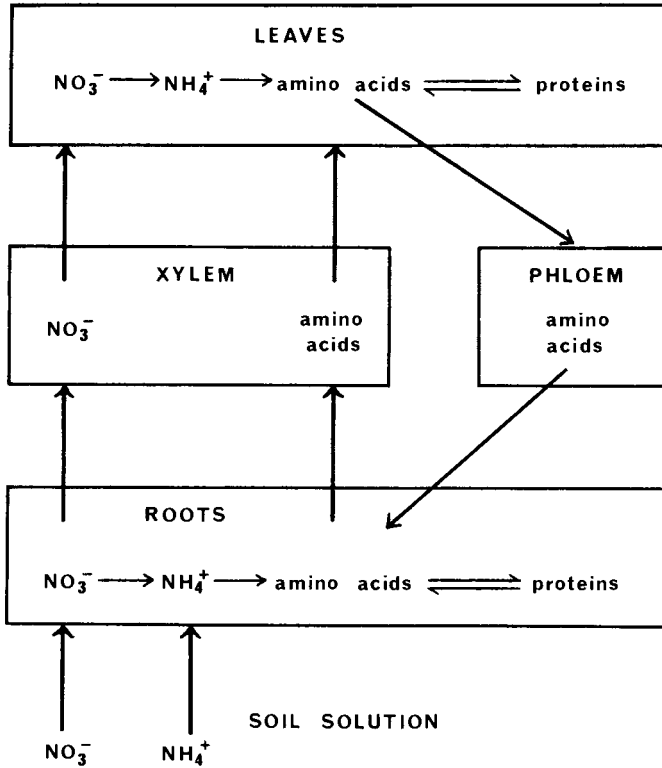 LEAVES
NO₃⁻ → NH₄⁺ → amino acids ⇌ proteins
XYLEM
NO₃⁻
amino
acids
PHLOEM
amino
acids
ROOTS
NO₃⁻ → NH₄⁺ → amino acids ⇌ proteins
SOIL SOLUTION
NO₃⁻ NH₄⁺